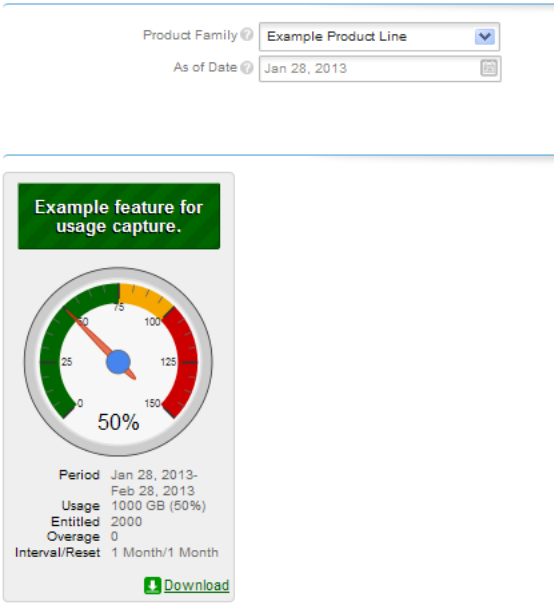 Product Family ? Example Product Line
As of Date ? Jan 28, 2013
Example feature for
usage capture.
75
50
100
25
125
0
150
50%
Period Jan 28, 2013-
Feb 28, 2013
Usage 1000 GB (50%)
Entitled 2000
Overage 0
Interval/Reset 1 Month/1 Month
Download